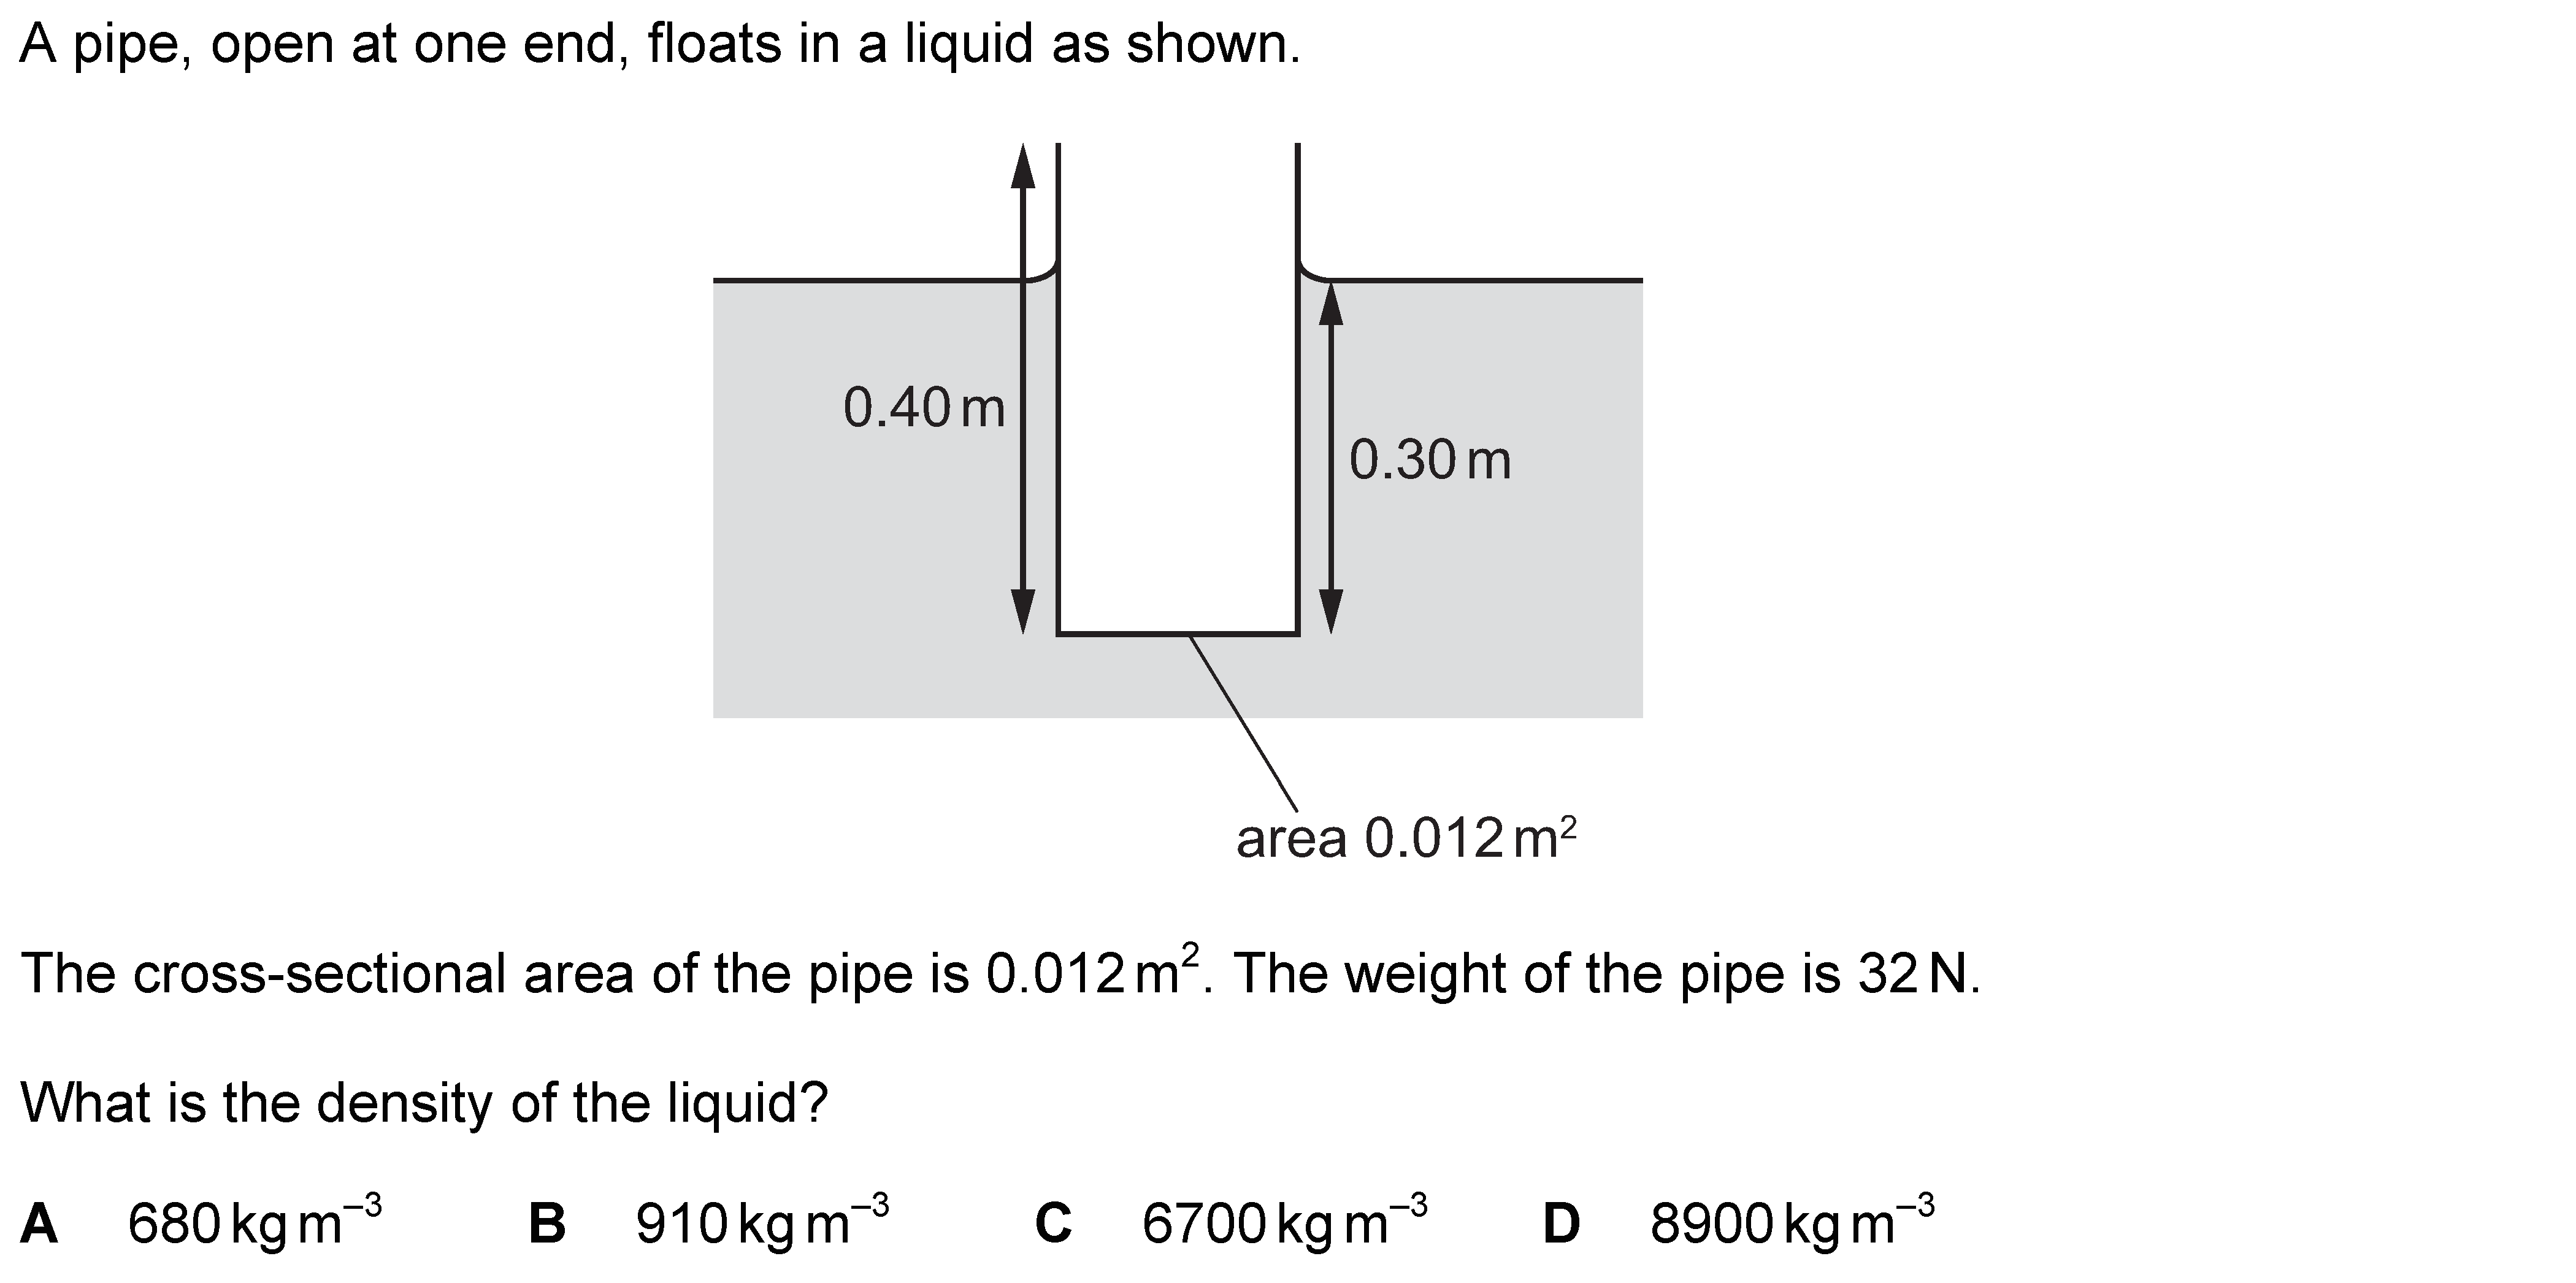 A pipe, open at one end, floats in a liquid as shown.
0.40 m
0.30 m
area 0.012 m²
The cross-sectional area of the pipe is 0.012 m². The weight of the pipe is 32 N.
What is the density of the liquid?
A 680 kg m⁻³ B 910 kg m⁻³ C 6700 kg m⁻³ D 8900 kg m⁻³